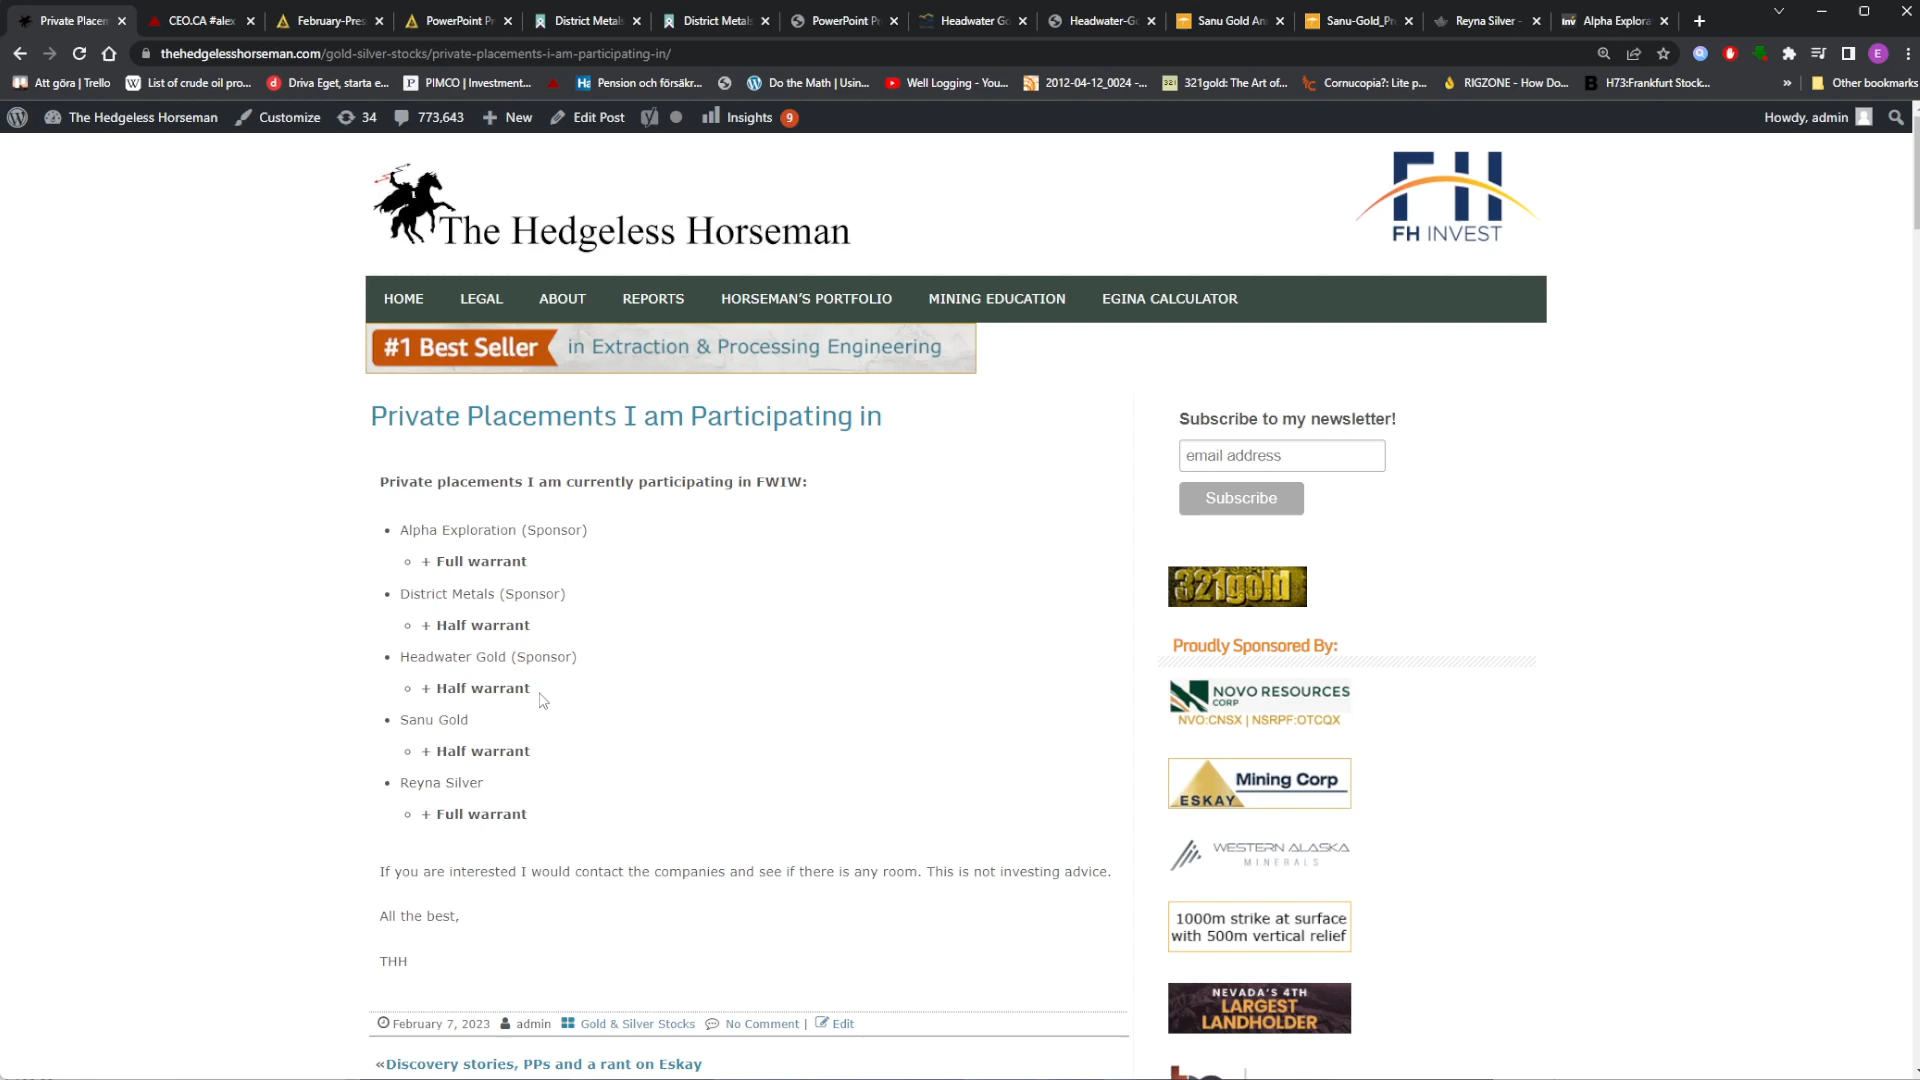 Private Placem
CEO.CA #alex
February-Pres
PowerPoint Pr
District Metals
District Metals
PowerPoint Pr
Headwater Go
Headwater-Go
Sanu Gold An
Sanu-Gold_Pr
Reyna Silver -
Inv
Alpha Explora
thehedgelesshorseman.com/gold-silver-stocks/private-placements-i-am-participating-in/
E
Att göra | Trello
List of crude oil pro...
Driva Eget, starta e...
PIMCO | Investment...
Pension och försäkr...
Do the Math | Usin...
Well Logging - You...
2012-04-12_0024 -...
321gold: The Art of...
Cornucopia?: Lite p...
RIGZONE - How Do...
H73:Frankfurt Stock...
»
Other bookmarks
The Hedgeless Horseman
Customize
34
773,643
New
Edit Post
Insights
9
Howdy, admin
The Hedgeless Horseman
FH INVEST
HOME
LEGAL
ABOUT
REPORTS
HORSEMAN'S PORTFOLIO
MINING EDUCATION
EGINA CALCULATOR
#1 Best Seller
in Extraction & Processing Engineering
Private Placements I am Participating in
Private placements I am currently participating in FWIW:
• Alpha Exploration (Sponsor)
+ Full warrant
• District Metals (Sponsor)
+ Half warrant
• Headwater Gold (Sponsor)
+ Half warrant
• Sanu Gold
+ Half warrant
• Reyna Silver
+ Full warrant
If you are interested I would contact the companies and see if there is any room. This is not investing advice.
All the best,
THH
February 7, 2023 admin Gold & Silver Stocks No Comment | Edit
«Discovery stories, PPs and a rant on Eskay
Subscribe to my newsletter!
email address
Subscribe
321gold
Proudly Sponsored By:
NOVO RESOURCES
CORP
NVO:CNSX | NSRPF:OTCQX
Mining Corp
ESKAY
WESTERN ALASKA
MINERALS
1000m strike at surface
with 500m vertical relief
NEVADA'S 4TH
LARGEST
LANDHOLDER